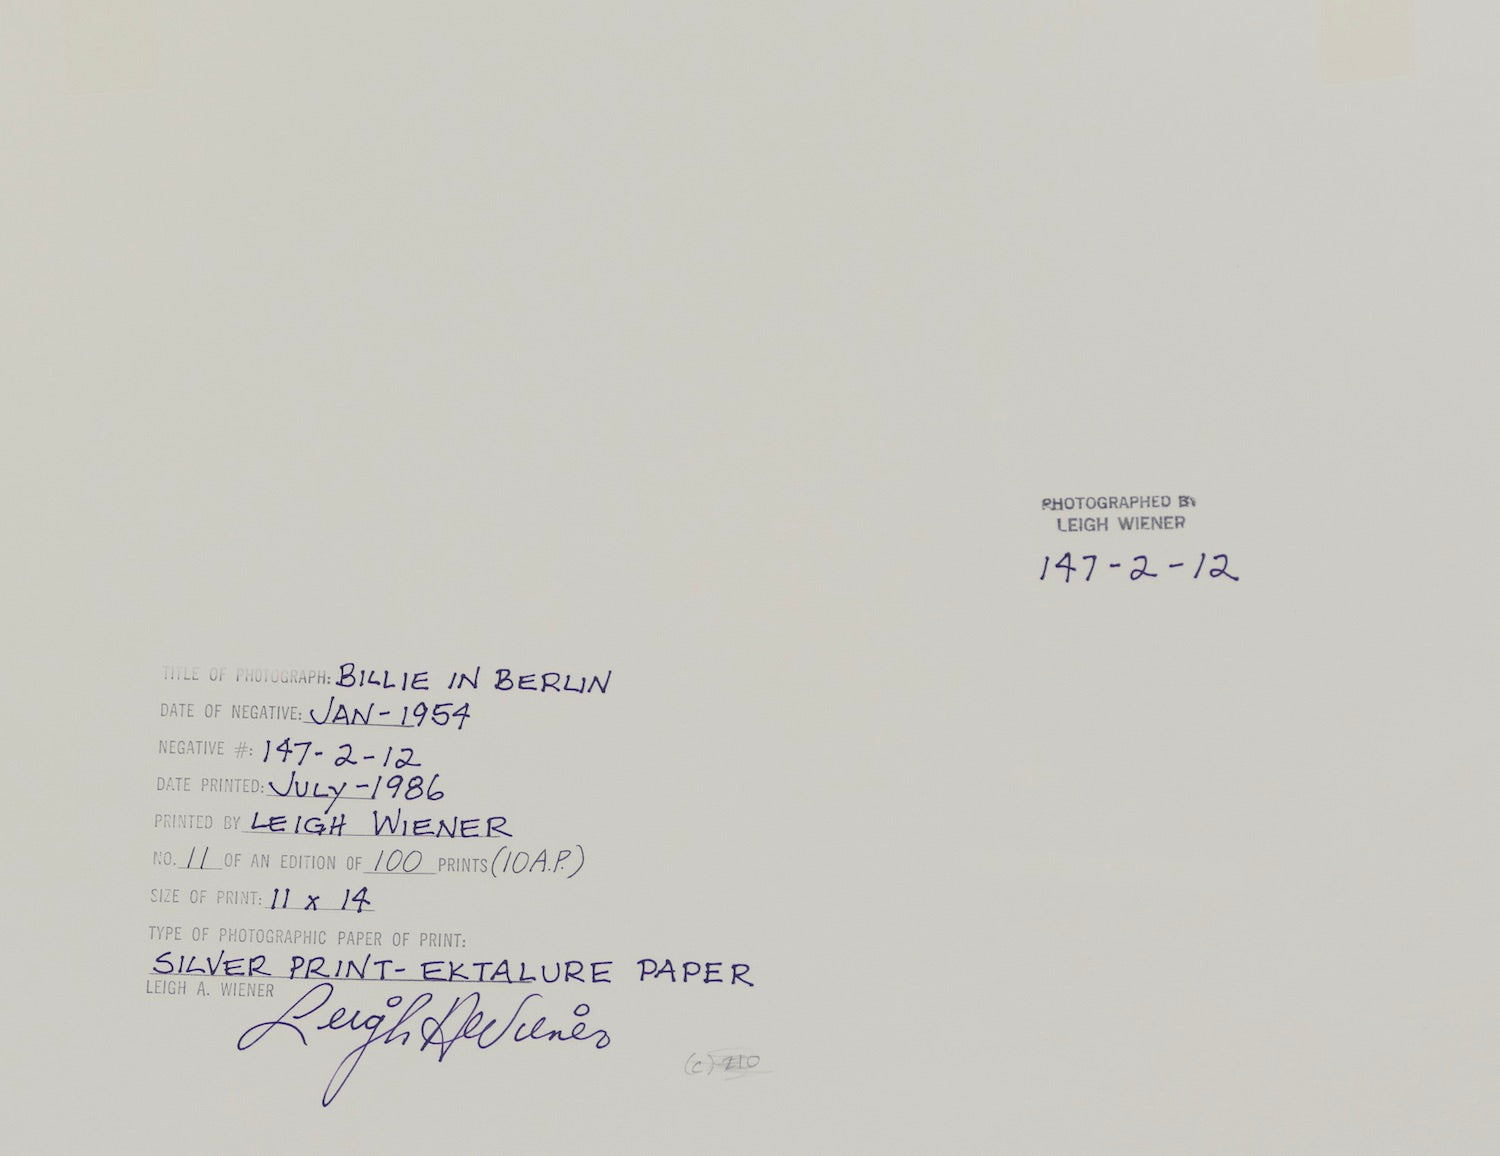 PHOTOGRAPHED BY
LEIGH WIENER
147-2-12
TITLE OF PHOTOGRAPH: BILLIE IN BERLIN
DATE OF NEGATIVE: JAN-1954
NEGATIVE #: 147-2-12
DATE PRINTED: JULY-1986
PRINTED BY LEIGH WIENER
NO. 11 OF AN EDITION OF 100 PRINTS (10 A.P.)
SIZE OF PRINT: 11 x 14
TYPE OF PHOTOGRAPHIC PAPER OF PRINT:
SILVER PRINT- EKTALURE PAPER
LEIGH A. WIENER
Leigh A Wiener
(c)